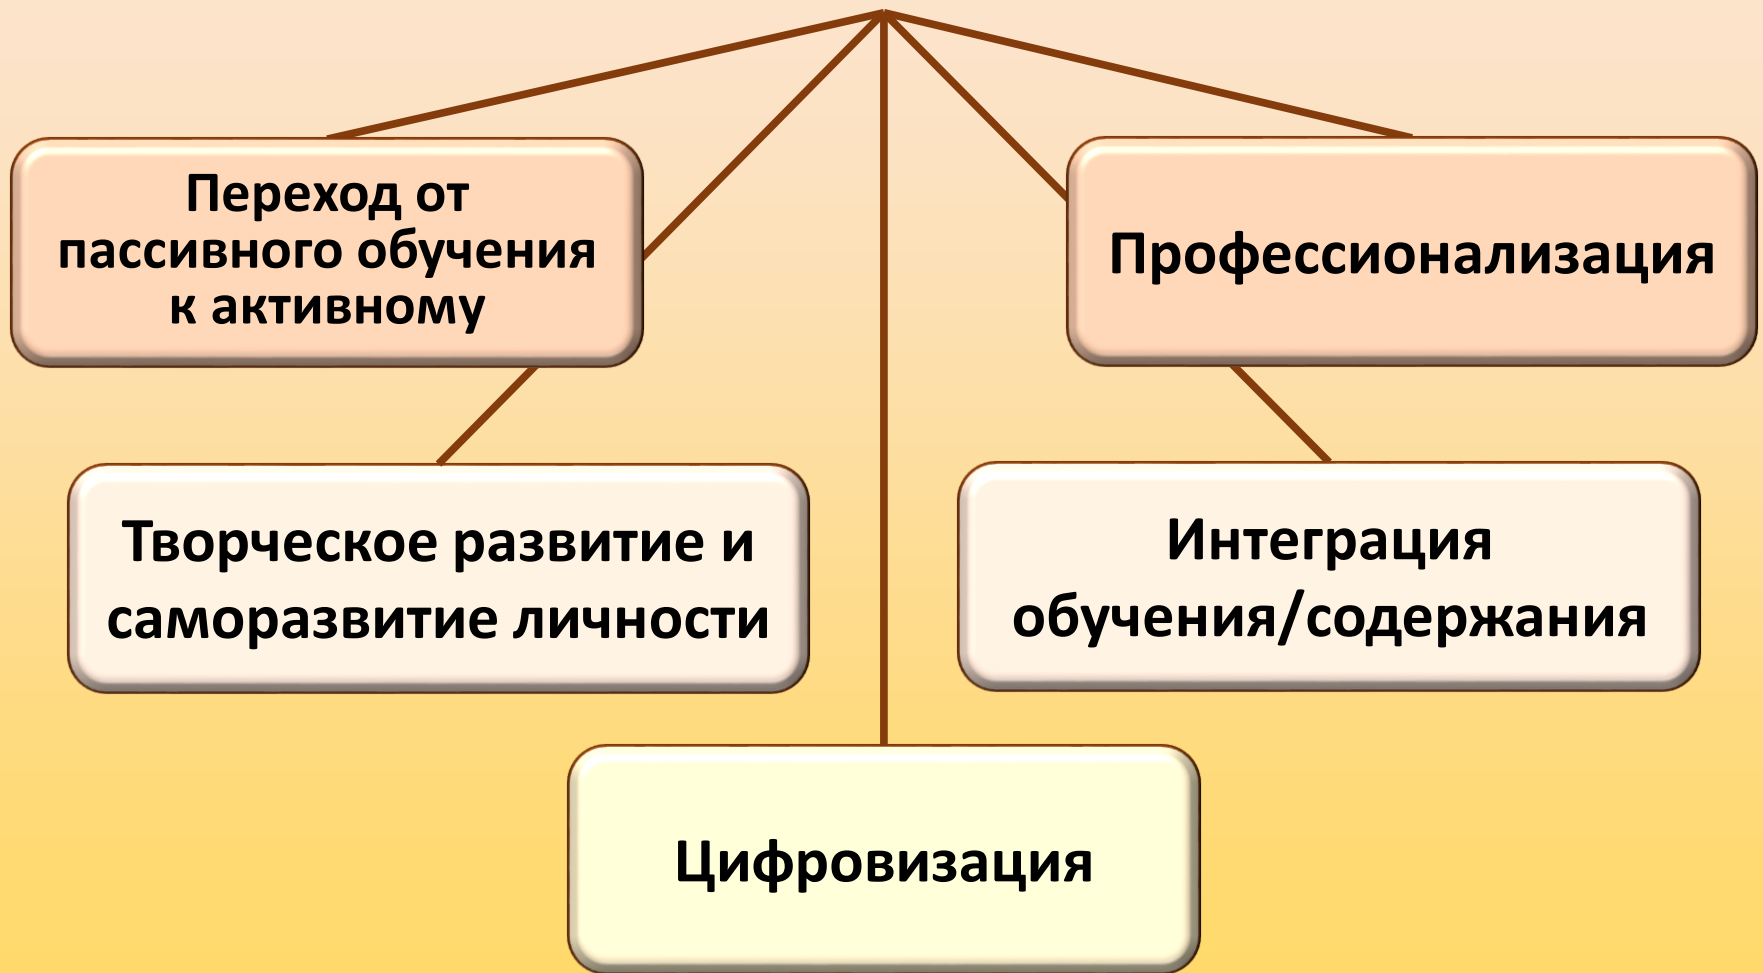 Переход от
пассивного обучения
к активному
Профессионализация
Творческое развитие и
саморазвитие личности
Интеграция
обучения/содержания
Цифровизация